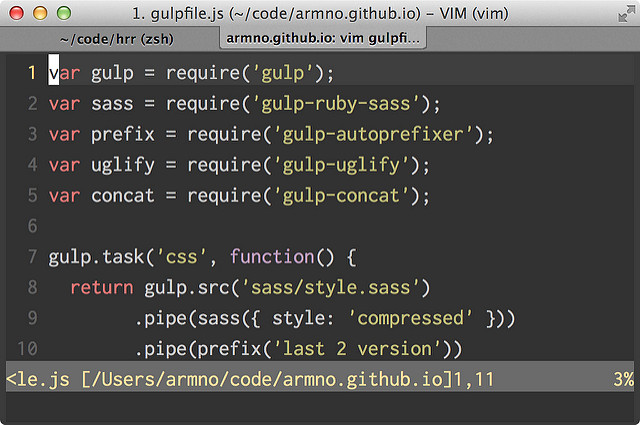 1. gulpfile.js (~/code/armno.github.io) – VIM (vim)
~/code/hrr (zsh) armno.github.io: vim gulpfi...
1 var gulp = require('gulp');
2 var sass = require('gulp-ruby-sass');
3 var prefix = require('gulp-autoprefixer');
4 var uglify = require('gulp-uglify');
5 var concat = require('gulp-concat');
6
7 gulp.task('css', function() {
8   return gulp.src('sass/style.sass')
9         .pipe(sass({ style: 'compressed' }))
10         .pipe(prefix('last 2 version'))
<le.js [/Users/armno/code/armno.github.io]1,11 3%